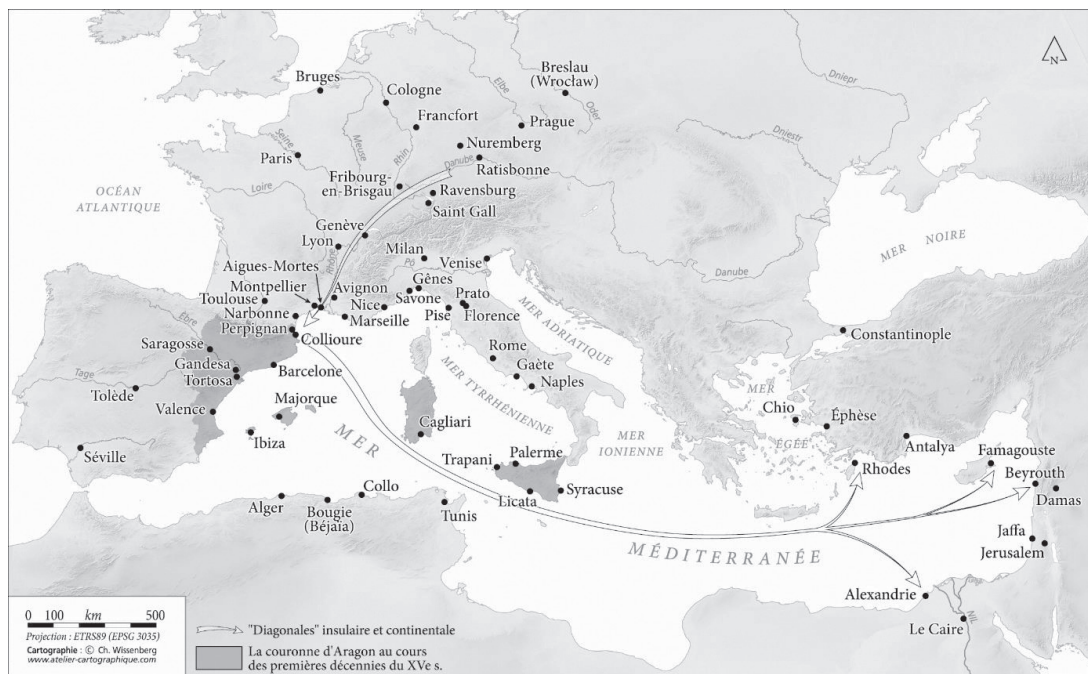 Bruges
Cologne
Breslau
(Wrocław)
Dniepr
N
Elbe
Oder
Francfort
Prague
Dniestr
Seine
Meuse
Rhin
Nuremberg
Paris
Danube
Ratisbonne
Fribourg-
en-Brisgau
Loire
Ravensburg
Saint Gall
OCÉAN
ATLANTIQUE
Genève
Lyon
Milan
Venise
Pô
Rhône
MER NOIRE
Danube
Aigues-Mortes
Montpellier
Avignon
Gênes
Toulouse
Nice
Savone
Prato
Narbonne
Marseille
Pise
Florence
Perpignan
Collioure
Ebre
MER ADRIATIQUE
Constantinople
Saragosse
Rome
Gandesa
Gaète
Tortosa
Barcelone
Naples
Tage
Tolède
MER TYRRHÉNIENNE
MER
ÉGÉE
Majorque
Chio
Éphèse
Valence
Cagliari
MER
IONIENNE
Antalya
Famagouste
Ibiza
Séville
Trapani
Palerme
Rhodes
Beyrouth
Damas
Licata
Syracuse
Alger
Bougie
(Béjaïa)
Collo
Tunis
Jaffa
Jerusalem
MER
MÉDITERRANÉE
Alexandrie
Le Caire
NIL
0 100 km 500
Projection : ETRS89 (EPSG 3035)
Cartographie : © Ch. Wissenberg
www.atelier-cartographique.com
"Diagonales" insulaire et continentale
La couronne d'Aragon au cours
des premières décennies du XVe s.